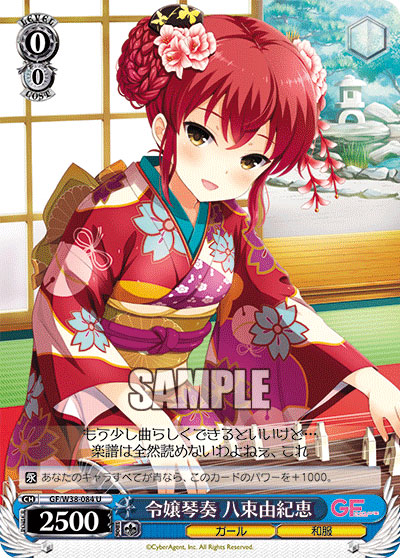 LEVEL
0
0
COST
SAMPLE
もう少し曲らしくできるといいけど…
楽譜は全然読めないわよねぇ、これ
永 あなたのキャラすべてが青なら、このカードのパワーを+1000。
CH GF/W38-084 U
2500
令嬢琴奏 八束由紀恵
GF
ガール
和服
©CyberAgent, Inc. All Rights Reserved.